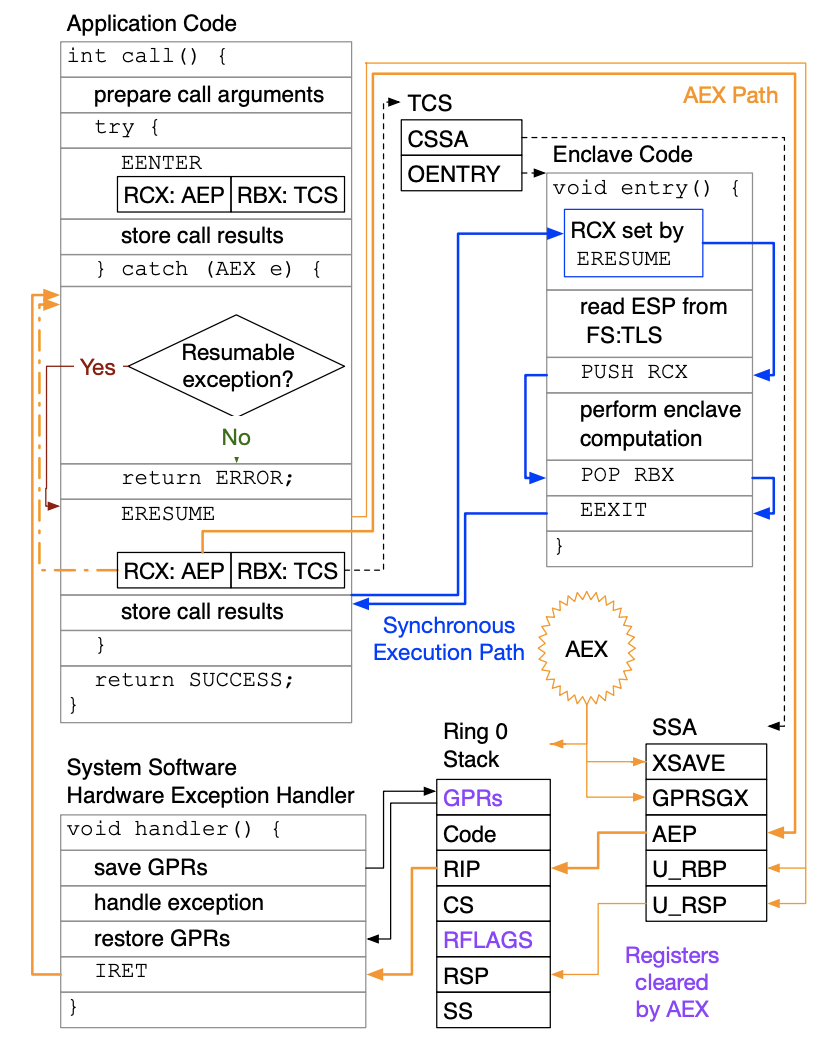 Application Code
int call() {
prepare call arguments
try {
EENTER
RCX: AEP RBX: TCS
store call results
} catch (AEX e) {
Resumable
exception?
Yes
No
return ERROR;
ERESUME
RCX: AEP RBX: TCS
store call results
}
return SUCCESS;
}
AEX Path
TCS
CSSA
OENTRY
Enclave Code
void entry() {
RCX set by
ERESUME
read ESP from
FS:TLS
PUSH RCX
perform enclave
computation
POP RBX
EEXIT
}
Synchronous
Execution Path
AEX
System Software
Hardware Exception Handler
void handler() {
save GPRs
handle exception
restore GPRs
IRET
}
Ring 0
Stack
GPRs
Code
RIP
CS
RFLAGS
RSP
SS
SSA
XSAVE
GPRSGX
AEP
U_RBP
U_RSP
Registers
cleared
by AEX